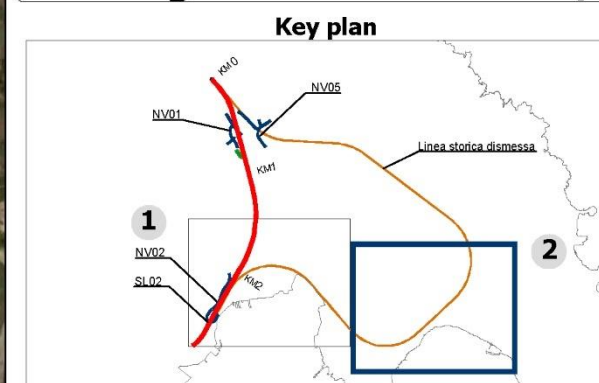 Key plan
KM 0
NV05
NV01
Linea storica dismessa
KM1
1
NV02
2
SL02
KM2